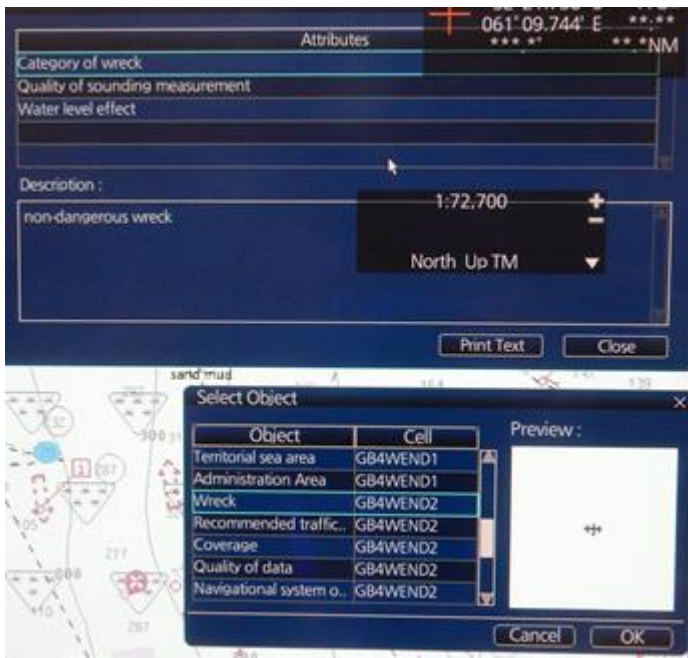 061°09.744' E **:**
***.*° **.*NM
Attributes
Category of wreck
Quality of sounding measurement
Water level effect
Description :
non-dangerous wreck
1:72,700 +
−
North Up TM
Print Text Close
sand mud
164
139
Select Object ×
Object Cell Preview :
Territorial sea area GB4WEND1
Administration Area GB4WEND1
Wreck GB4WEND2
Recommended traffic.. GB4WEND2
Coverage GB4WEND2
Quality of data GB4WEND2
Navigational system o.. GB4WEND2
287
Cancel OK